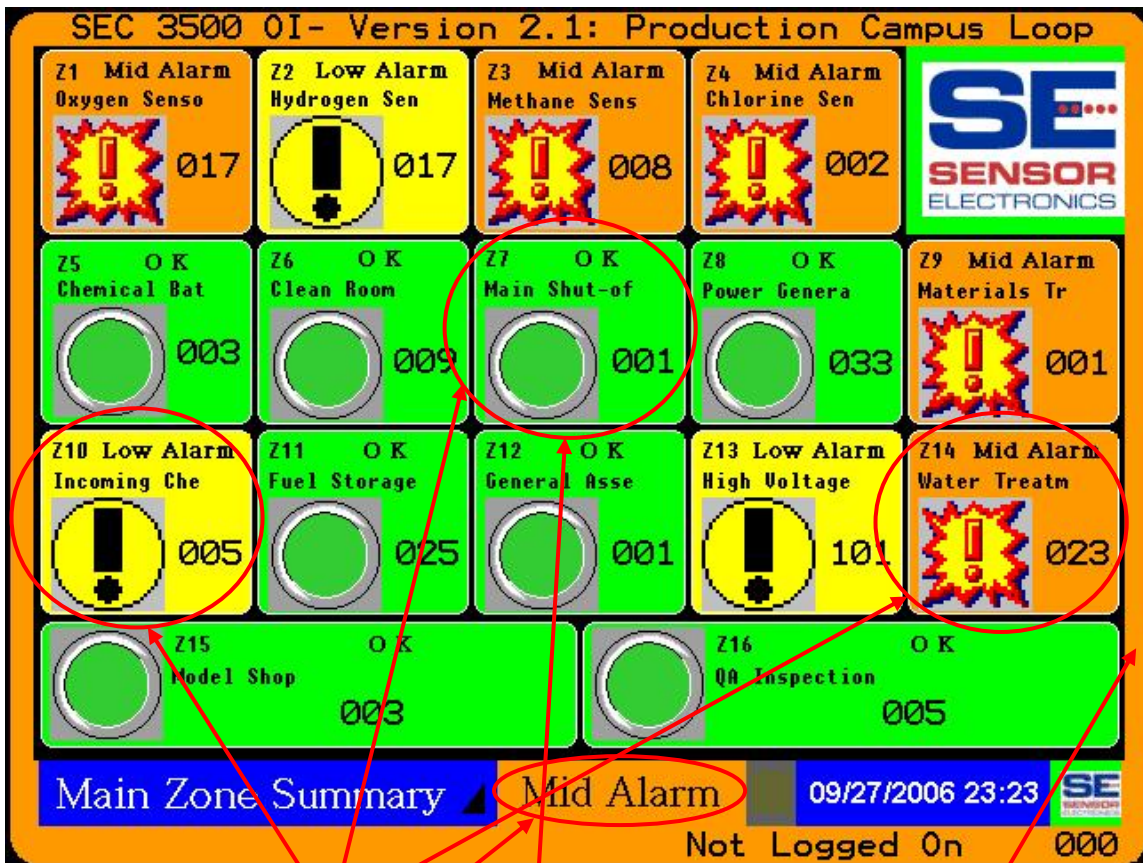 SEC 3500 OI- Version 2.1: Production Campus Loop
Z1 Mid Alarm
Oxygen Senso
017
Z2 Low Alarm
Hydrogen Sen
017
Z3 Mid Alarm
Methane Sens
008
Z4 Mid Alarm
Chlorine Sen
002
SE
SENSOR
ELECTRONICS
Z5 OK
Chemical Bat
003
Z6 OK
Clean Room
009
Z7 OK
Main Shut-of
001
Z8 OK
Power Genera
033
Z9 Mid Alarm
Materials Tr
001
Z10 Low Alarm
Incoming Che
005
Z11 OK
Fuel Storage
025
Z12 OK
General Asse
001
Z13 Low Alarm
High Voltage
101
Z14 Mid Alarm
Water Treatm
023
Z15 OK
Model Shop
003
Z16 OK
QA Inspection
005
Main Zone Summary
Mid Alarm
09/27/2006 23:23
SE
SENSOR
Not Logged On 000